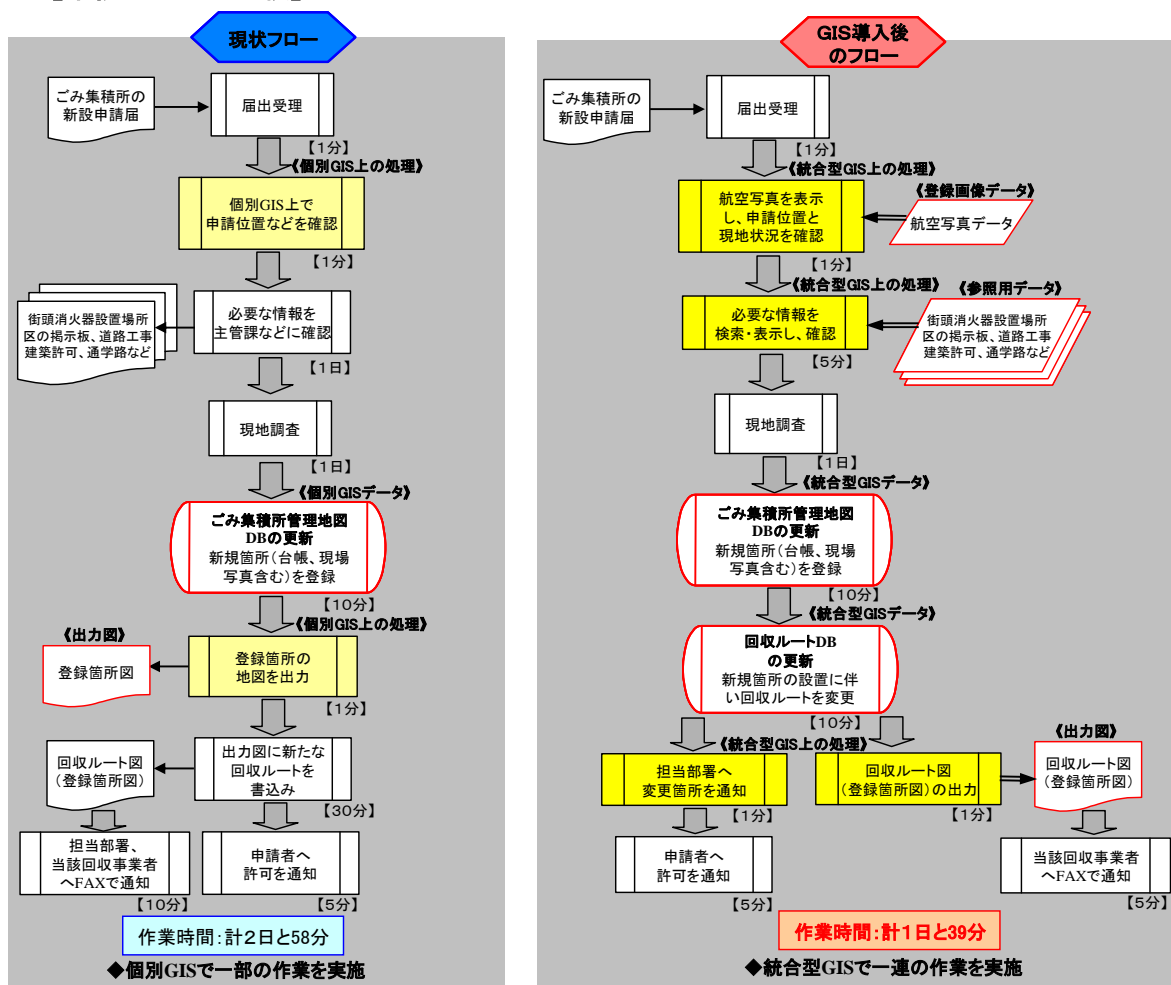 現状フロー
ごみ集積所の
新設申請届
届出受理
【1分】
《個別GIS上の処理》
個別GIS上で
申請位置などを確認
【1分】
街頭消火器設置場所
区の掲示板、道路工事
建築許可、通学路など
必要な情報を
主管課などに確認
【1日】
現地調査
【1日】
《個別GISデータ》
ごみ集積所管理地図
DBの更新
新規箇所(台帳、現場
写真含む)を登録
【10分】
《個別GIS上の処理》
《出力図》
登録箇所図
登録箇所の
地図を出力
【1分】
回収ルート図
(登録箇所図)
出力図に新たな
回収ルートを
書込み
【30分】
担当部署、
当該回収事業者
へFAXで通知
【10分】
申請者へ
許可を通知
【5分】
作業時間:計2日と58分
◆個別GISで一部の作業を実施
GIS導入後
のフロー
ごみ集積所の
新設申請届
届出受理
【1分】
《統合型GIS上の処理》
航空写真を表示
し、申請位置と
現地状況を確認
《登録画像データ》
航空写真データ
【1分】
《統合型GIS上の処理》
必要な情報を
検索・表示し、確認
《参照用データ》
街頭消火器設置場所
区の掲示板、道路工事
建築許可、通学路など
【5分】
現地調査
【1日】
《統合型GISデータ》
ごみ集積所管理地図
DBの更新
新規箇所(台帳、現場
写真含む)を登録
【10分】
《統合型GISデータ》
回収ルートDB
の更新
新規箇所の設置に伴
い回収ルートを変更
【10分】
《統合型GIS上の処理》
担当部署へ
変更箇所を通知
【1分】
回収ルート図
(登録箇所図)の出力
【1分】
《出力図》
回収ルート図
(登録箇所図)
申請者へ
許可を通知
【5分】
当該回収事業者
へFAXで通知
【5分】
作業時間:計1日と39分
◆統合型GISで一連の作業を実施